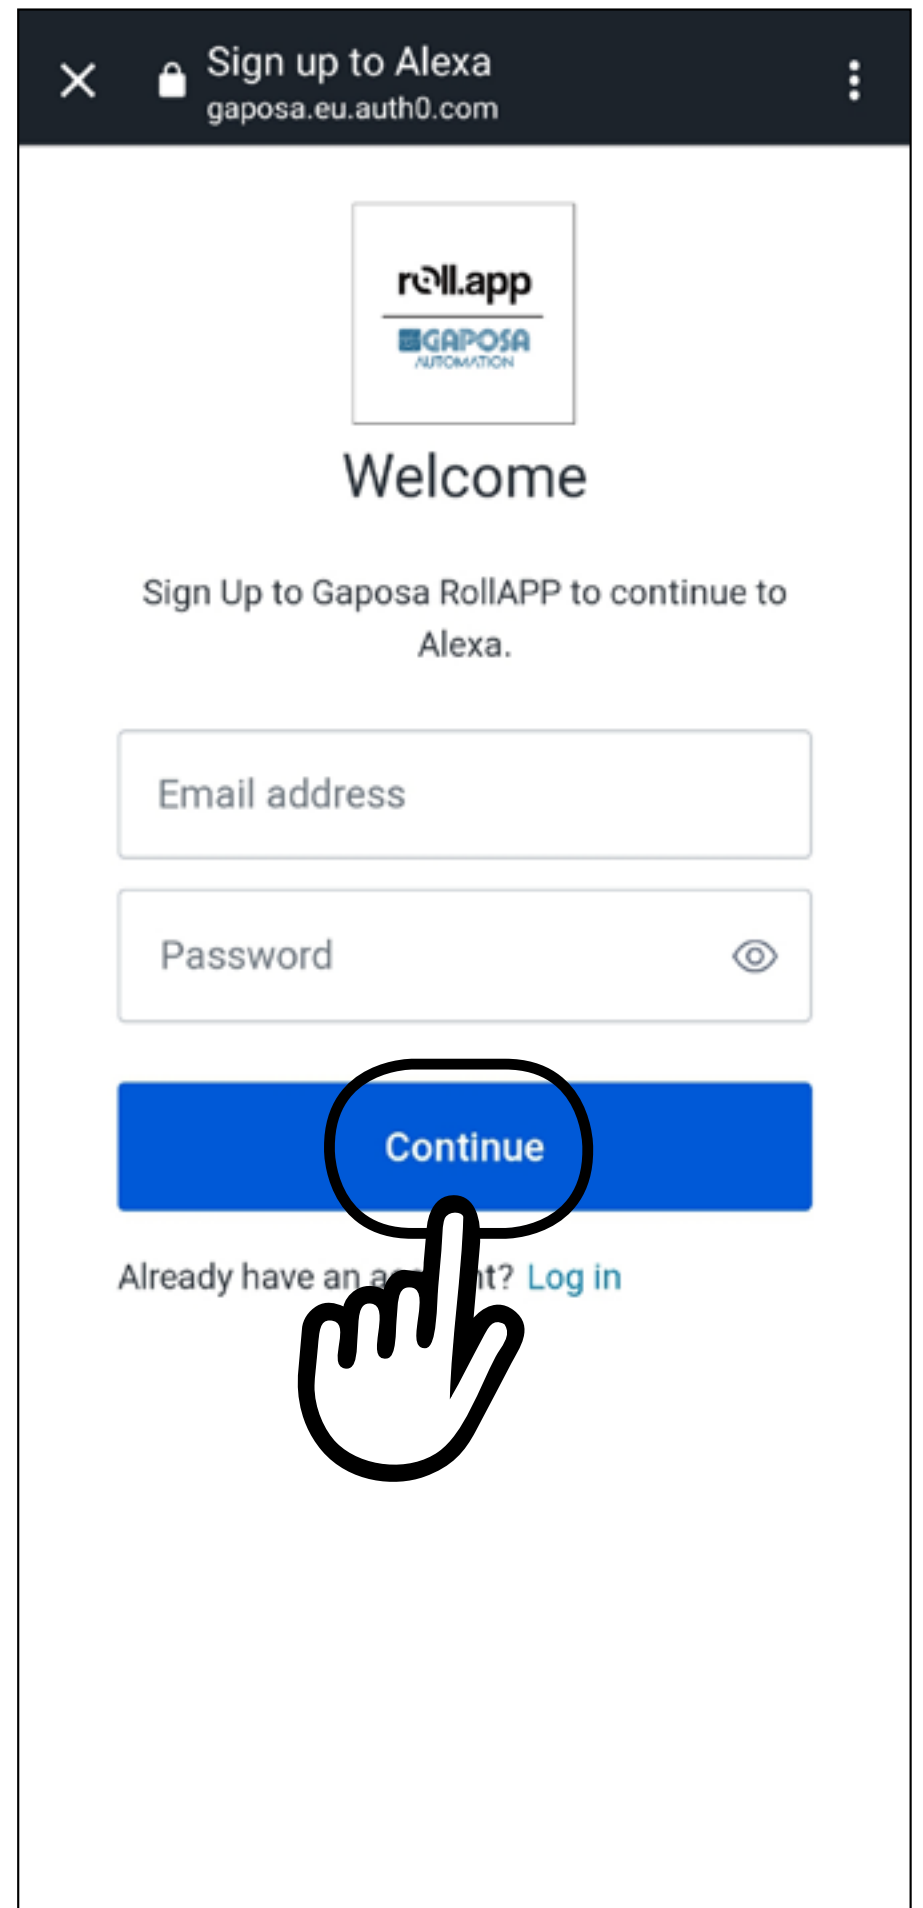 Sign up to Alexa
gaposa.eu.auth0.com
roll.app
GAPOSA
AUTOMATION
Welcome
Sign Up to Gaposa RollAPP to continue to
Alexa.
Email address
Password
Continue
Already have an Log in